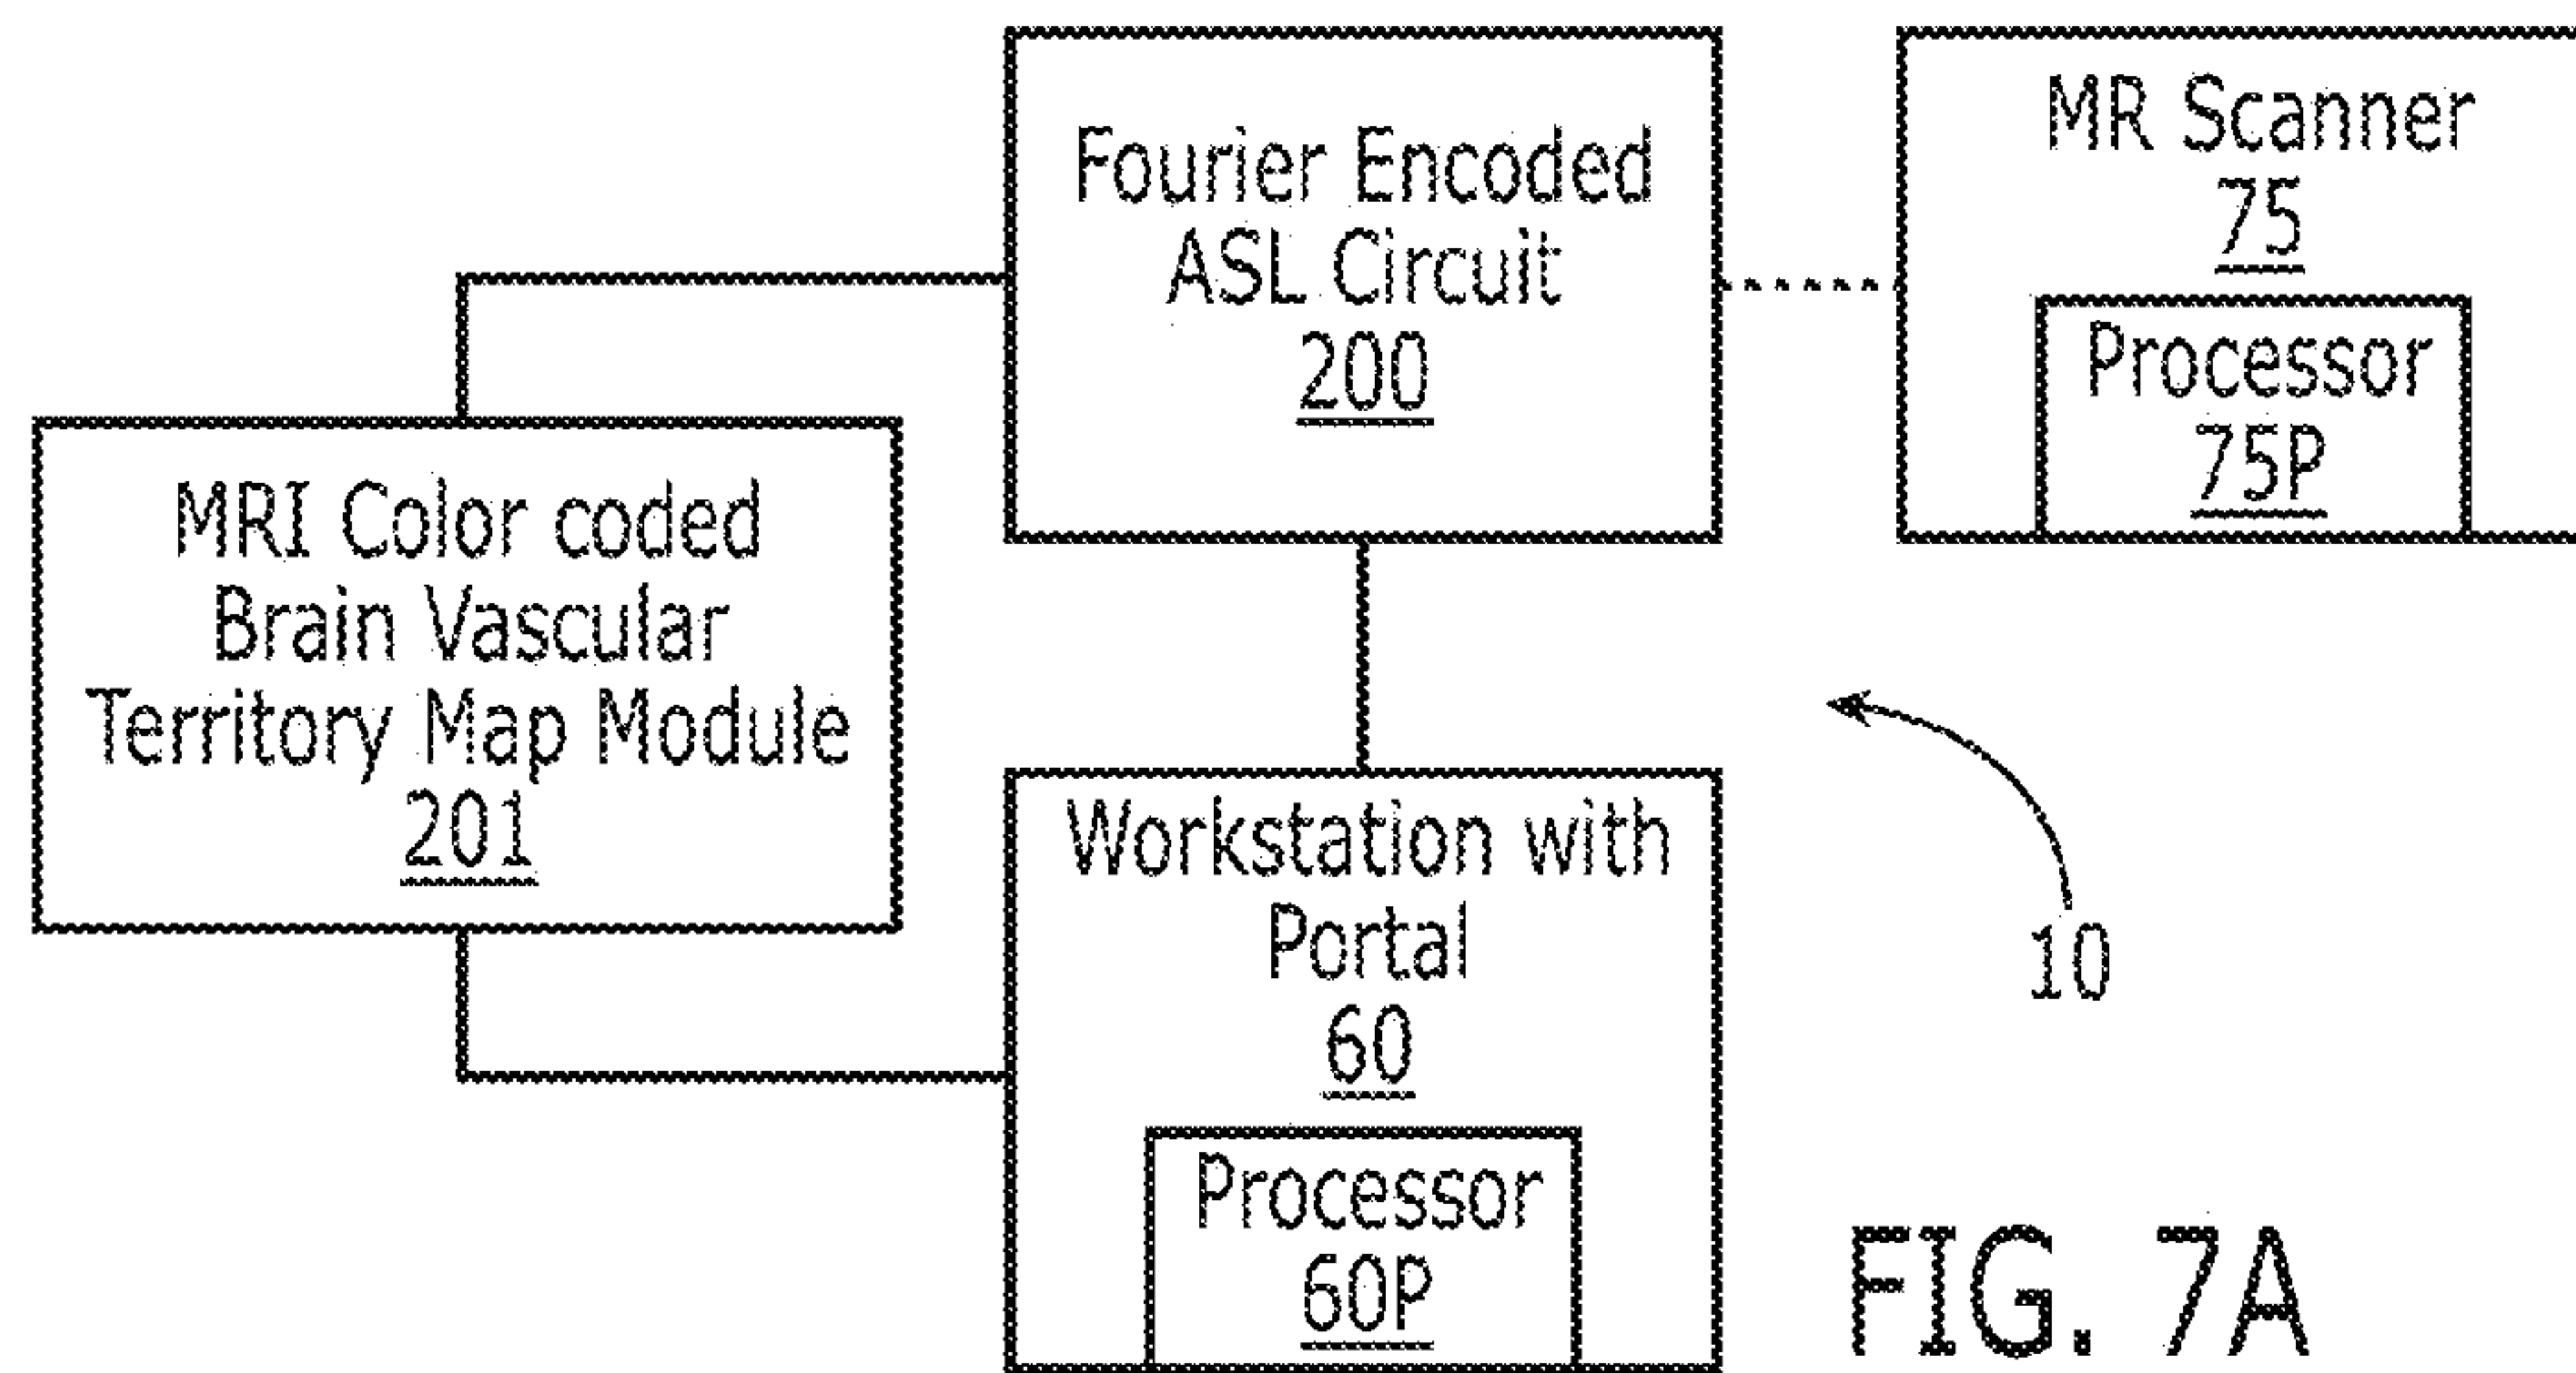 Fourier Encoded
ASL Circuit
200
MR Scanner
75
Processor
75P
MRI Color coded
Brain Vascular
Territory Map Module
201
Workstation with
Portal
60
Processor
60P
10
FIG. 7A